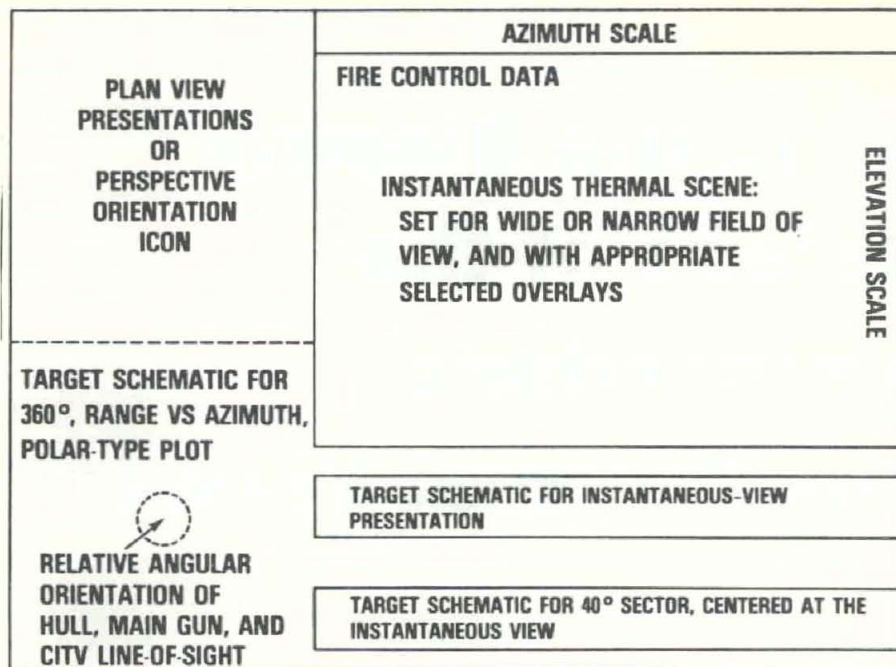 PLAN VIEW
PRESENTATIONS
OR
PERSPECTIVE
ORIENTATION
ICON
TARGET SCHEMATIC FOR
360°, RANGE VS AZIMUTH,
POLAR-TYPE PLOT
RELATIVE ANGULAR
ORIENTATION OF
HULL, MAIN GUN, AND
CITV LINE-OF-SIGHT
AZIMUTH SCALE
FIRE CONTROL DATA
INSTANTANEOUS THERMAL SCENE:
SET FOR WIDE OR NARROW FIELD OF
VIEW, AND WITH APPROPRIATE
SELECTED OVERLAYS
ELEVATION SCALE
TARGET SCHEMATIC FOR INSTANTANEOUS-VIEW
PRESENTATION
TARGET SCHEMATIC FOR 40° SECTOR, CENTERED AT THE
INSTANTANEOUS VIEW